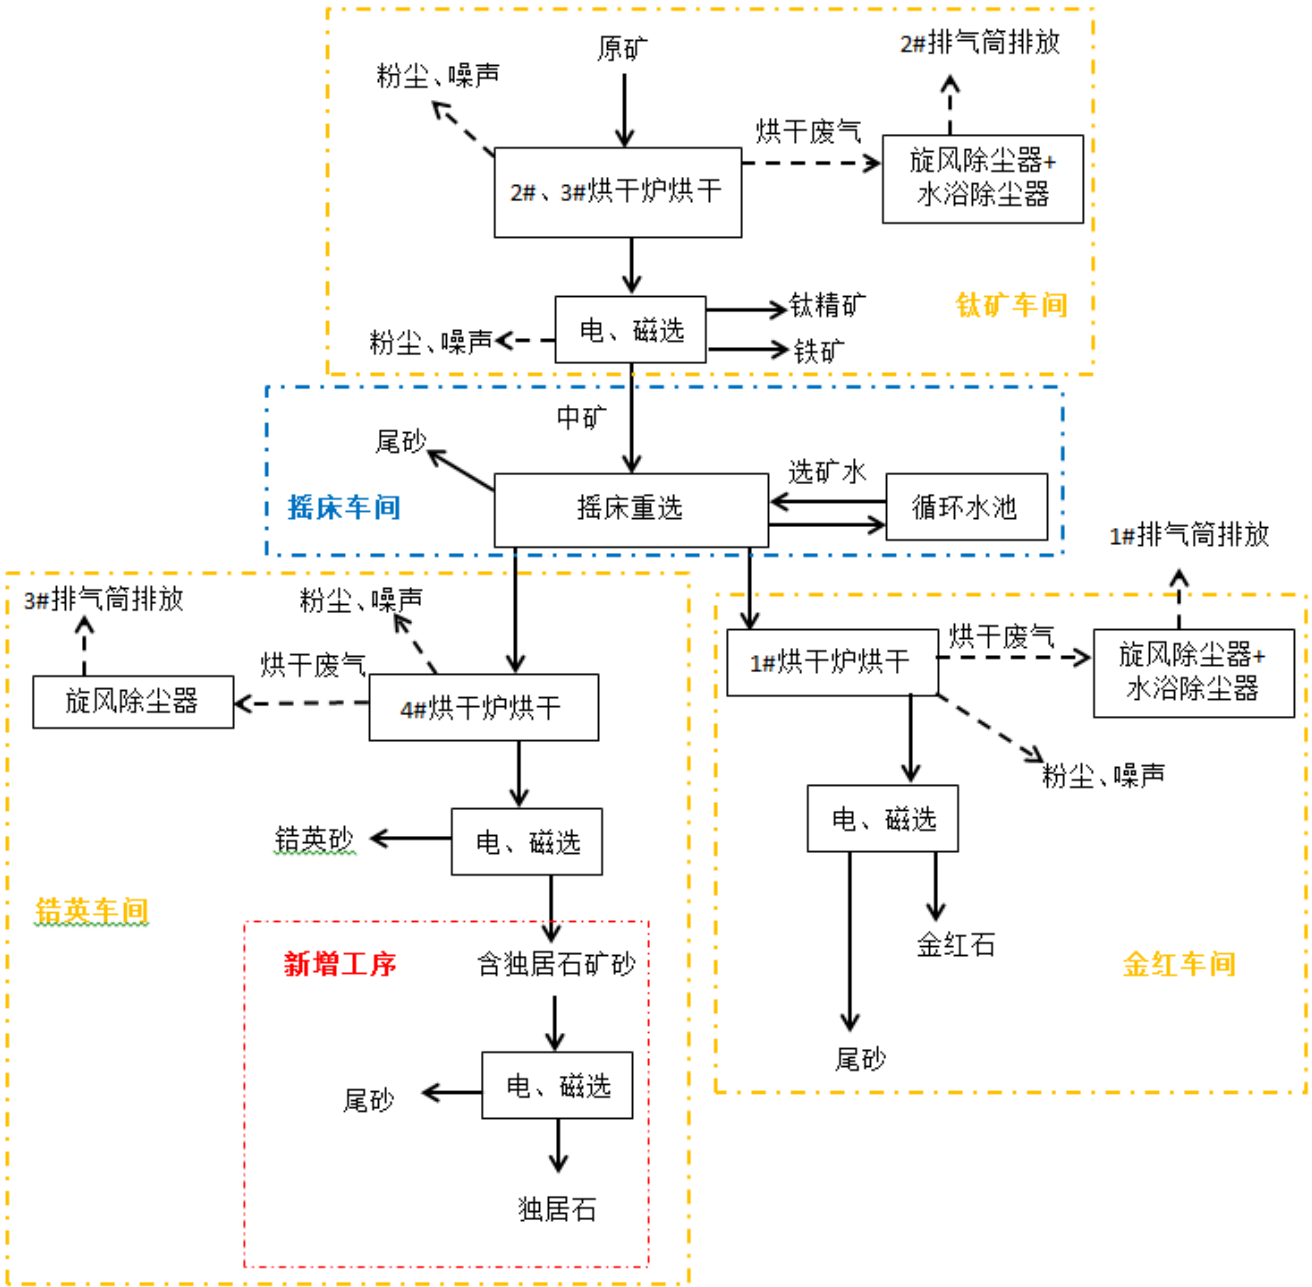 原矿
2#排气筒排放
粉尘、噪声
烘干废气
旋风除尘器+
水浴除尘器
2#、3#烘干炉烘干
钛精矿
钛矿车间
电、磁选
粉尘、噪声
铁矿
中矿
尾砂
选矿水
摇床车间
摇床重选
循环水池
1#排气筒排放
3#排气筒排放
粉尘、噪声
烘干废气
1#烘干炉烘干
旋风除尘器+
水浴除尘器
烘干废气
旋风除尘器
4#烘干炉烘干
粉尘、噪声
电、磁选
锆英砂
电、磁选
锆英车间
金红石
新增工序
含独居石矿砂
金红车间
尾砂
电、磁选
尾砂
独居石